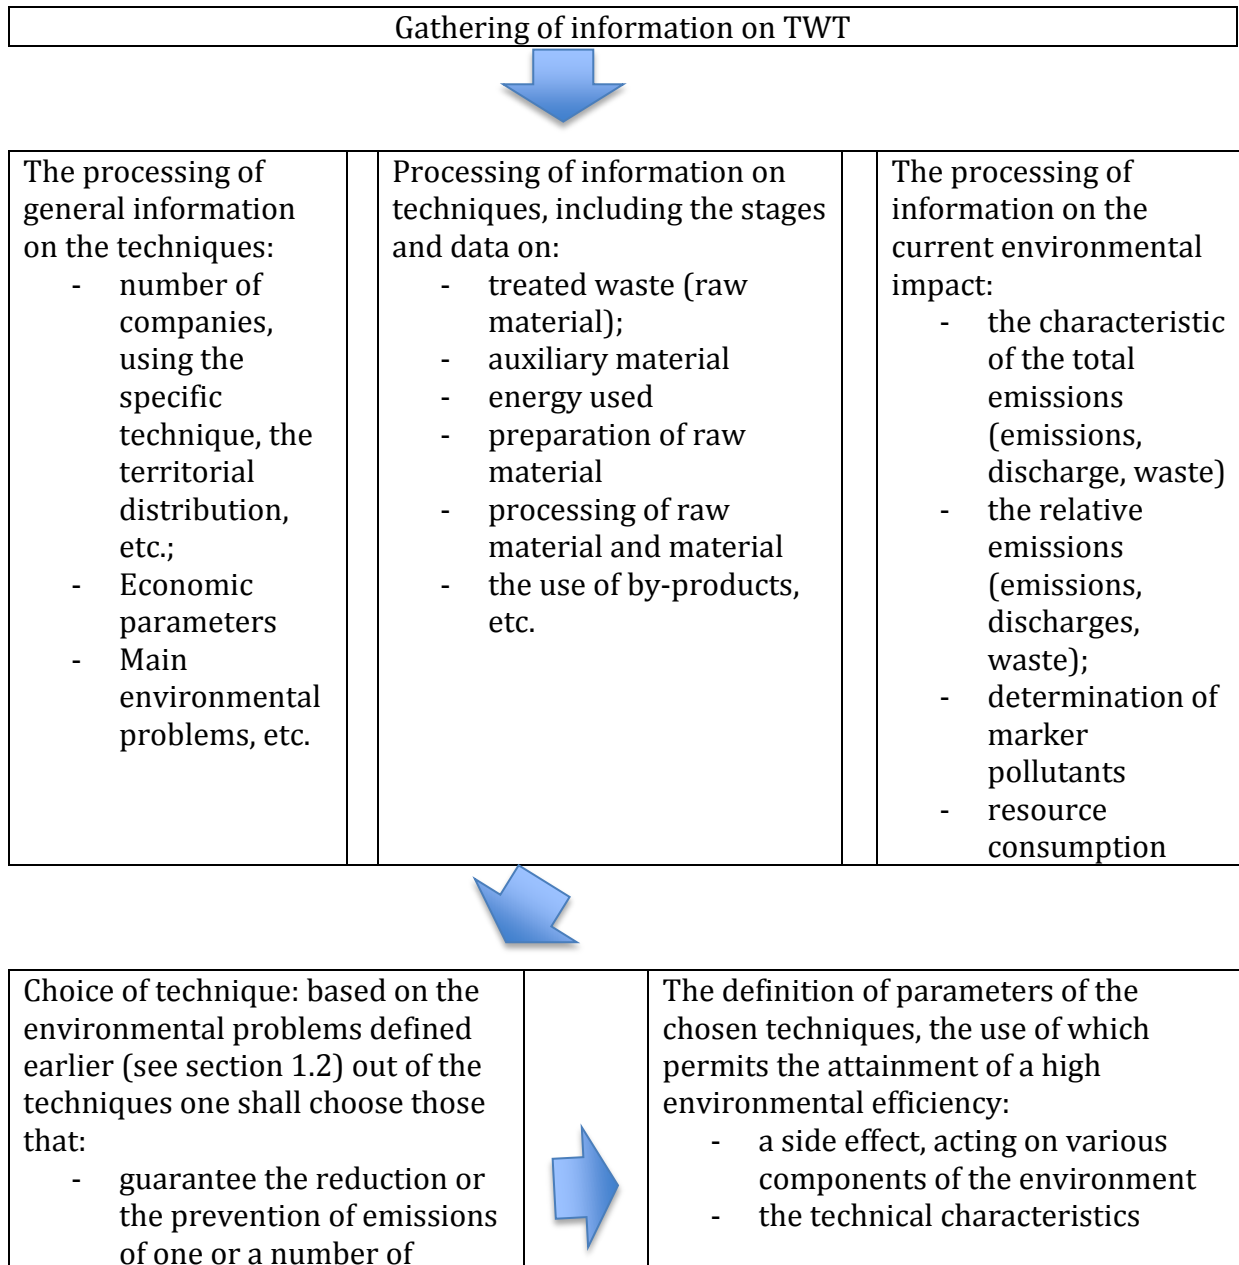 Gathering of information on TWT
The processing of
general information
on the techniques:
- number of
companies,
using the
specific
technique, the
territorial
distribution,
etc.;
- Economic
parameters
- Main
environmental
problems, etc.
Processing of information on
techniques, including the stages
and data on:
- treated waste (raw
material);
- auxiliary material
- energy used
- preparation of raw
material
- processing of raw
material and material
- the use of by-products,
etc.
The processing of
information on the
current environmental
impact:
- the characteristic
of the total
emissions
(emissions,
discharge, waste)
- the relative
emissions
(emissions,
discharges,
waste);
- determination of
marker
pollutants
- resource
consumption
Choice of technique: based on the
environmental problems defined
earlier (see section 1.2) out of the
techniques one shall choose those
that:
- guarantee the reduction or
the prevention of emissions
of one or a number of
The definition of parameters of the
chosen techniques, the use of which
permits the attainment of a high
environmental efficiency:
- a side effect, acting on various
components of the environment
- the technical characteristics